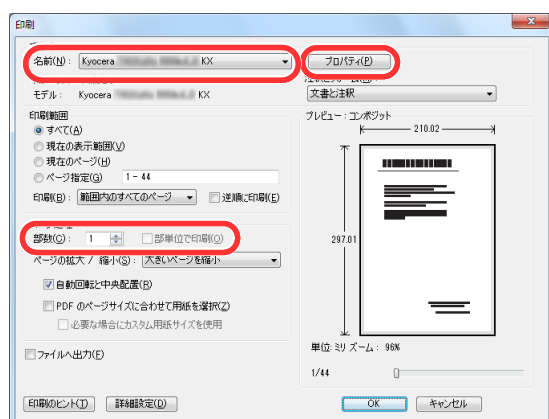 印刷
名前(N): Kyocera KX
プロパティ(P)
モデル: Kyocera KX
文書と注釈
印刷範囲
すべて(A)
現在の表示範囲(V)
現在のページ(H)
ページ指定(G) 1 - 44
印刷(B): 範囲内のすべてのページ
逆順に印刷(E)
部数(C): 1
部単位で印刷(O)
ページの拡大 / 縮小(S): 大きいページを縮小
自動回転と中央配置(R)
PDF のページサイズに合わせて用紙を選択(Z)
必要な場合にカスタム用紙サイズを使用
ファイルへ出力(F)
プレビュー: コンポジット
210.02
297.01
単位: ミリ ズーム: 96%
1/44
印刷のヒント(T)
詳細設定(D)
OK
キャンセル